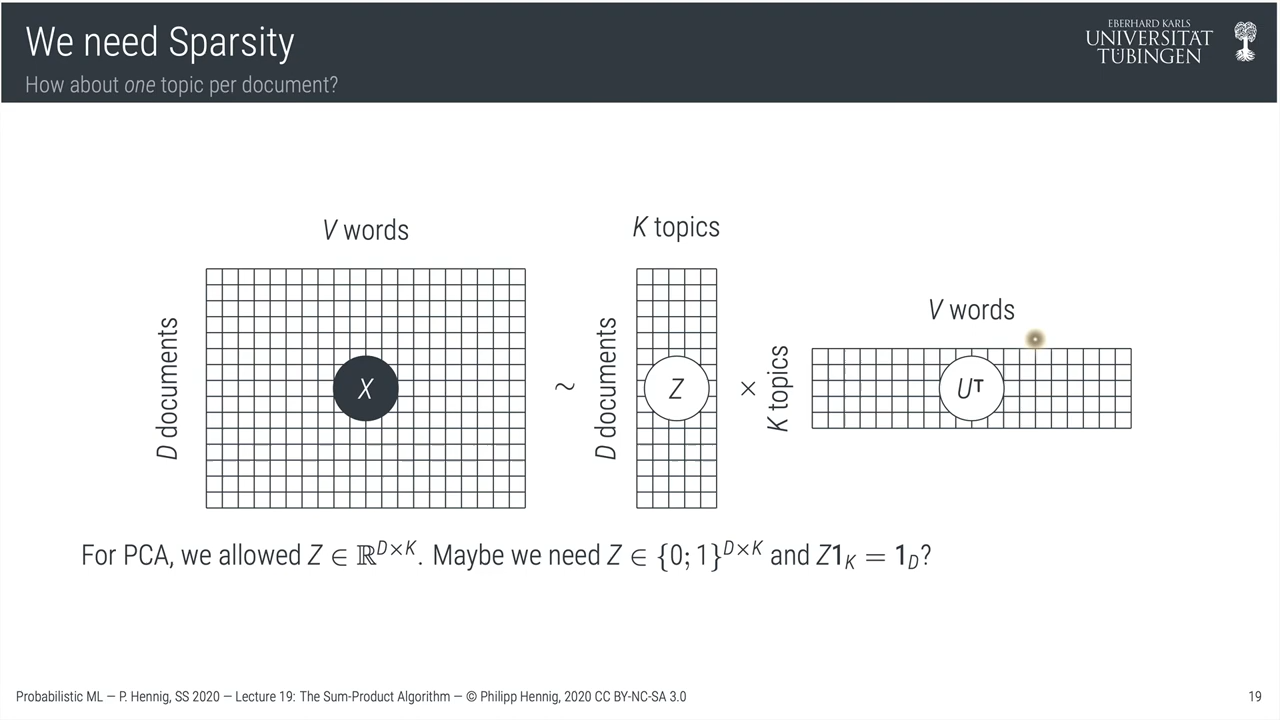 We need Sparsity
How about one topic per document?
EBERHARD KARLS
UNIVERSITÄT
TÜBINGEN
V words
D documents
X
∼
K topics
D documents
Z
×
V words
K topics
Uᵀ
For PCA, we allowed Z ∈ ℝ^{D×K}. Maybe we need Z ∈ {0; 1}^{D×K} and Z1_K = 1_D?
Probabilistic ML — P. Hennig, SS 2020 — Lecture 19: The Sum-Product Algorithm — © Philipp Hennig, 2020 CC BY-NC-SA 3.0
19